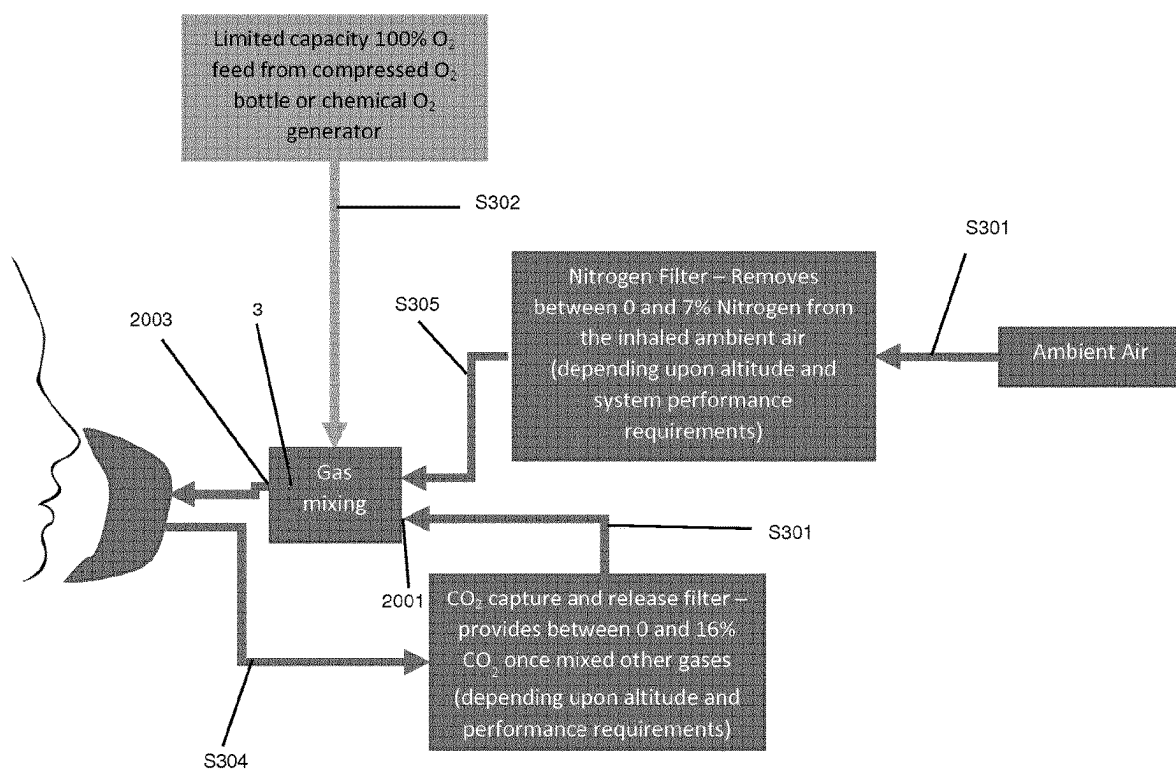 Limited capacity 100% O₂
feed from compressed O₂
bottle or chemical O₂
generator
S302
S301
Nitrogen Filter – Removes
between 0 and 7% Nitrogen from
the inhaled ambient air
(depending upon altitude and
system performance
requirements)
Ambient Air
S305
2003
3
Gas
mixing
S301
2001
CO₂ capture and release filter –
provides between 0 and 16%
CO₂ once mixed other gases
(depending upon altitude and
performance requirements)
S304